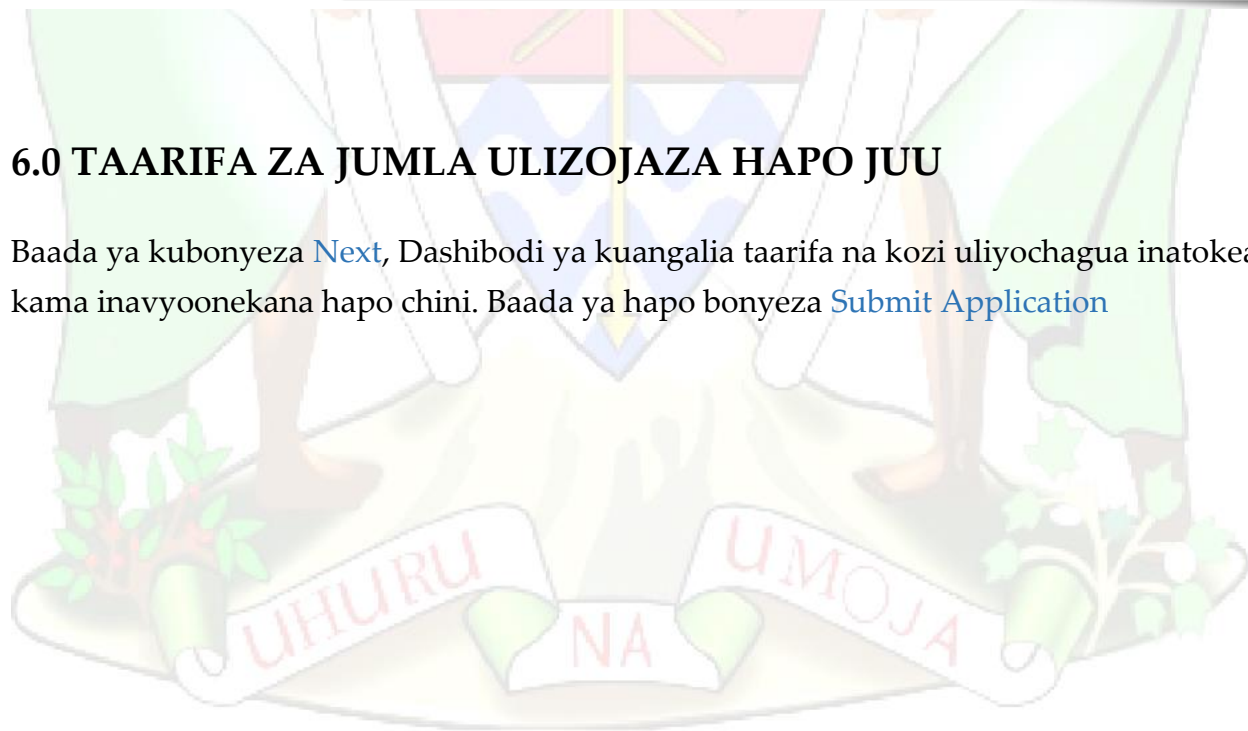 6.0 TAARIFA ZA JUMLA ULIZOJAZA HAPO JUU
Baada ya kubonyeza Next, Dashibodi ya kuangalia taarifa na kozi uliyochagua inatokea
kama inavyoonekana hapo chini. Baada ya hapo bonyeza Submit Application
UHURU NA UMOJA